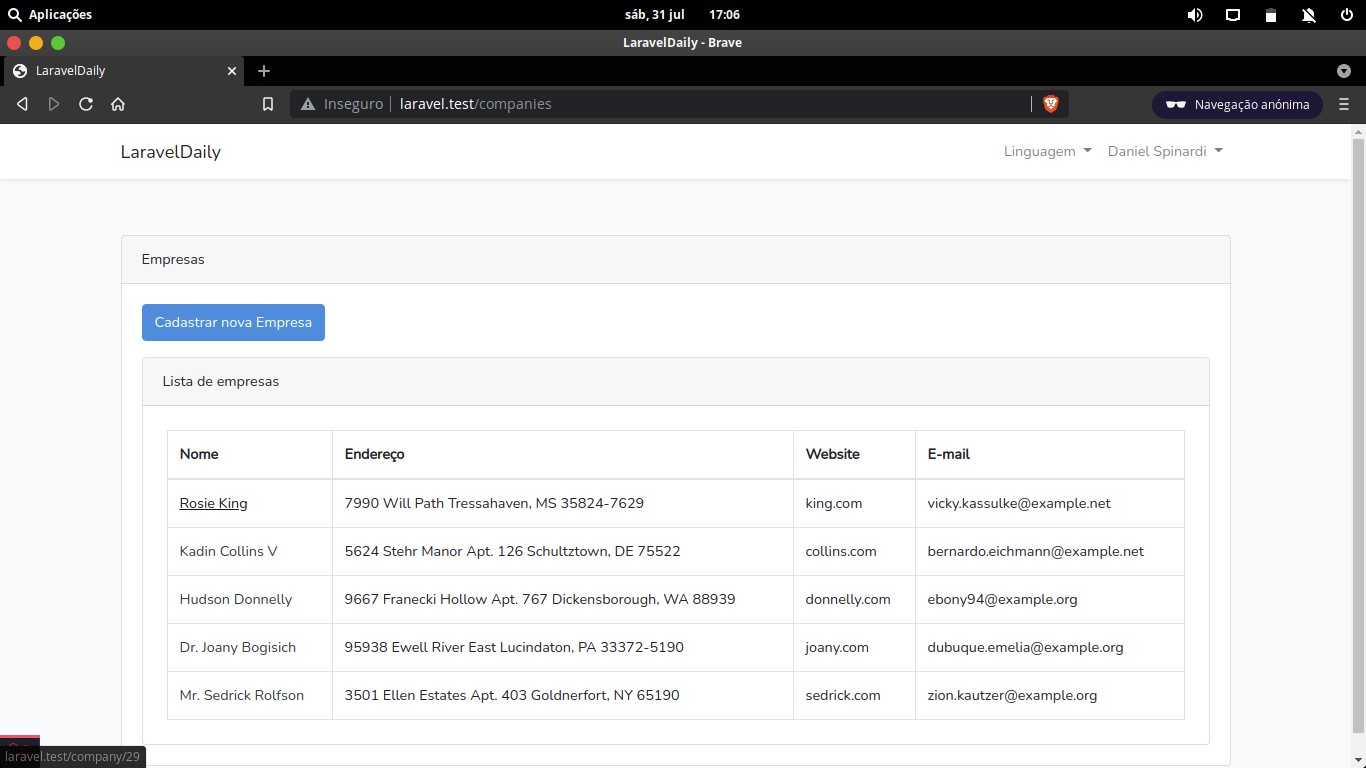 Aplicações sáb, 31 jul 17:06
LaravelDaily - Brave
LaravelDaily
Inseguro laravel.test/companies Navegação anónima
LaravelDaily Linguagem Daniel Spinardi
Empresas
Cadastrar nova Empresa
Lista de empresas
Nome Endereço Website E-mail
Rosie King 7990 Will Path Tressahaven, MS 35824-7629 king.com vicky.kassulke@example.net
Kadin Collins V 5624 Stehr Manor Apt. 126 Schultztown, DE 75522 collins.com bernardo.eichmann@example.net
Hudson Donnelly 9667 Franecki Hollow Apt. 767 Dickensborough, WA 88939 donnelly.com ebony94@example.org
Dr. Joany Bogisich 95938 Ewell River East Lucindaton, PA 33372-5190 joany.com dubuque.emelia@example.org
Mr. Sedrick Rolfson 3501 Ellen Estates Apt. 403 Goldnerfort, NY 65190 sedrick.com zion.kautzer@example.org
laravel.test/company/29